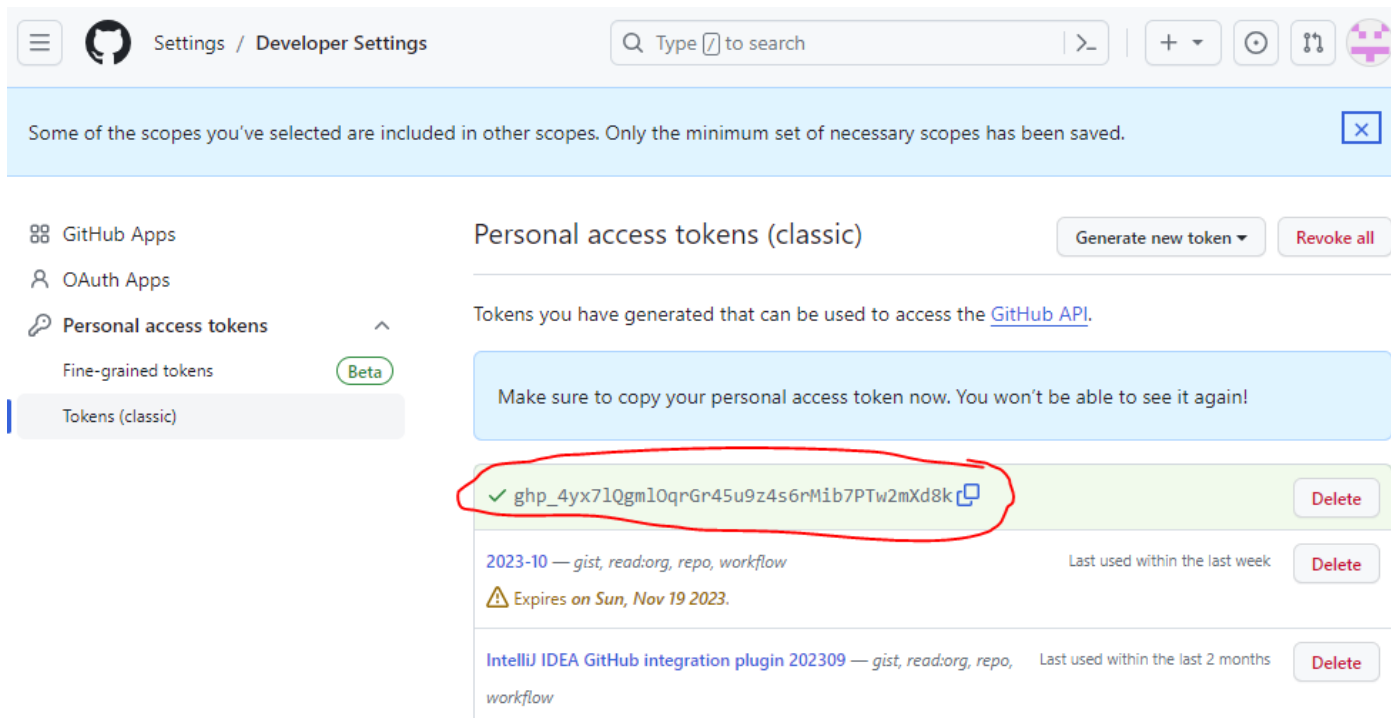 Settings / Developer Settings
Type / to search
Some of the scopes you've selected are included in other scopes. Only the minimum set of necessary scopes has been saved.
GitHub Apps
OAuth Apps
Personal access tokens
Fine-grained tokens Beta
Tokens (classic)
Personal access tokens (classic) Generate new token Revoke all
Tokens you have generated that can be used to access the GitHub API.
Make sure to copy your personal access token now. You won't be able to see it again!
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 Delete
2023-10 — gist, read:org, repo, workflow Last used within the last week Delete
Expires on Sun, Nov 19 2023.
IntelliJ IDEA GitHub integration plugin 202309 — gist, read:org, repo, Last used within the last 2 months Delete
workflow